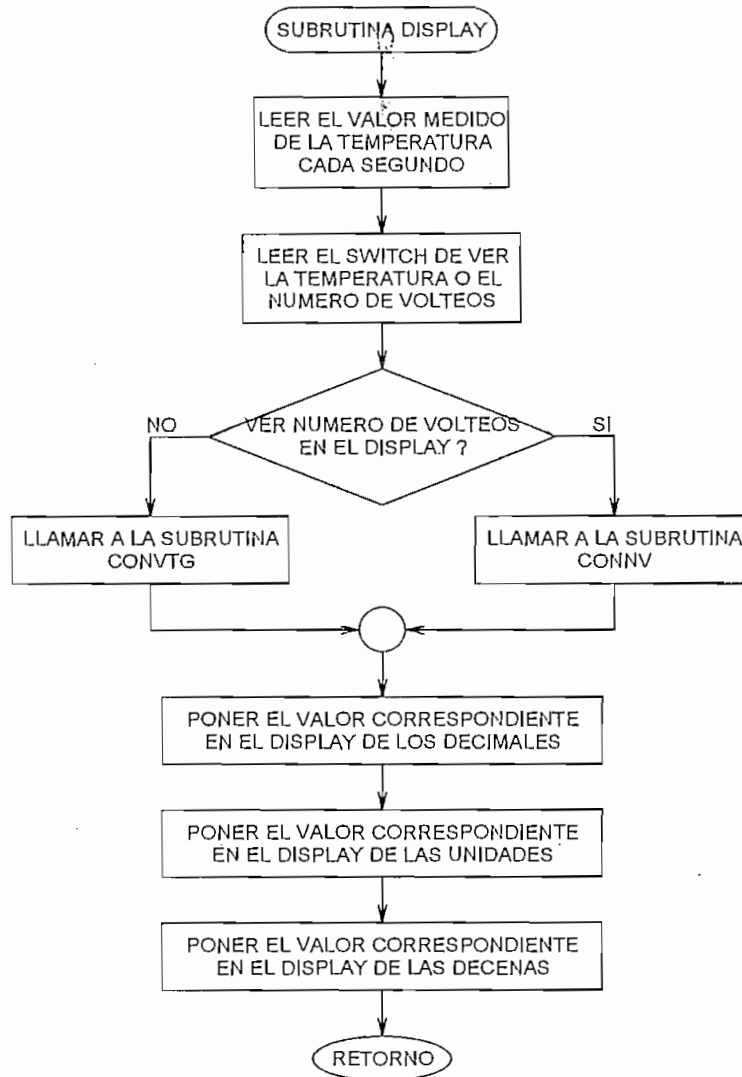 SUBRUTINA DISPLAY
LEER EL VALOR MEDIDO
DE LA TEMPERATURA
CADA SEGUNDO
LEER EL SWITCH DE VER
LA TEMPERATURA O EL
NUMERO DE VOLTEOS
VER NUMERO DE VOLTEOS
EN EL DISPLAY ?
NO
SI
LLAMAR A LA SUBRUTINA
CONVTG
LLAMAR A LA SUBRUTINA
CONNV
PONER EL VALOR CORRESPONDIENTE
EN EL DISPLAY DE LOS DECIMALES
PONER EL VALOR CORRESPONDIENTE
EN EL DISPLAY DE LAS UNIDADES
PONER EL VALOR CORRESPONDIENTE
EN EL DISPLAY DE LAS DECENAS
RETORNO